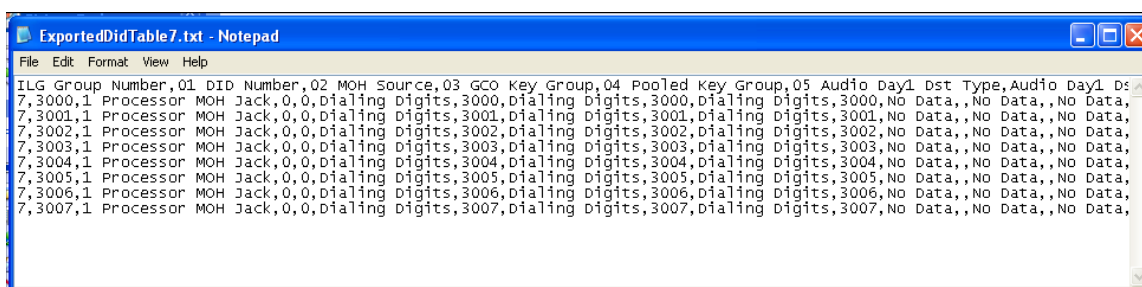 ExportedDidTable7.txt - Notepad
File Edit Format View Help
ILG Group Number,01 DID Number,02 MOH Source,03 GCO Key Group,04 Pooled Key Group,05 Audio Day1 Dst Type,Audio Day1 Ds
7,3000,1 Processor MOH Jack,0,0,Dialing Digits,3000,Dialing Digits,3000,Dialing Digits,3000,No Data,,No Data,,No Data,
7,3001,1 Processor MOH Jack,0,0,Dialing Digits,3001,Dialing Digits,3001,Dialing Digits,3001,No Data,,No Data,,No Data,
7,3002,1 Processor MOH Jack,0,0,Dialing Digits,3002,Dialing Digits,3002,Dialing Digits,3002,No Data,,No Data,,No Data,
7,3003,1 Processor MOH Jack,0,0,Dialing Digits,3003,Dialing Digits,3003,Dialing Digits,3003,No Data,,No Data,,No Data,
7,3004,1 Processor MOH Jack,0,0,Dialing Digits,3004,Dialing Digits,3004,Dialing Digits,3004,No Data,,No Data,,No Data,
7,3005,1 Processor MOH Jack,0,0,Dialing Digits,3005,Dialing Digits,3005,Dialing Digits,3005,No Data,,No Data,,No Data,
7,3006,1 Processor MOH Jack,0,0,Dialing Digits,3006,Dialing Digits,3006,Dialing Digits,3006,No Data,,No Data,,No Data,
7,3007,1 Processor MOH Jack,0,0,Dialing Digits,3007,Dialing Digits,3007,Dialing Digits,3007,No Data,,No Data,,No Data,